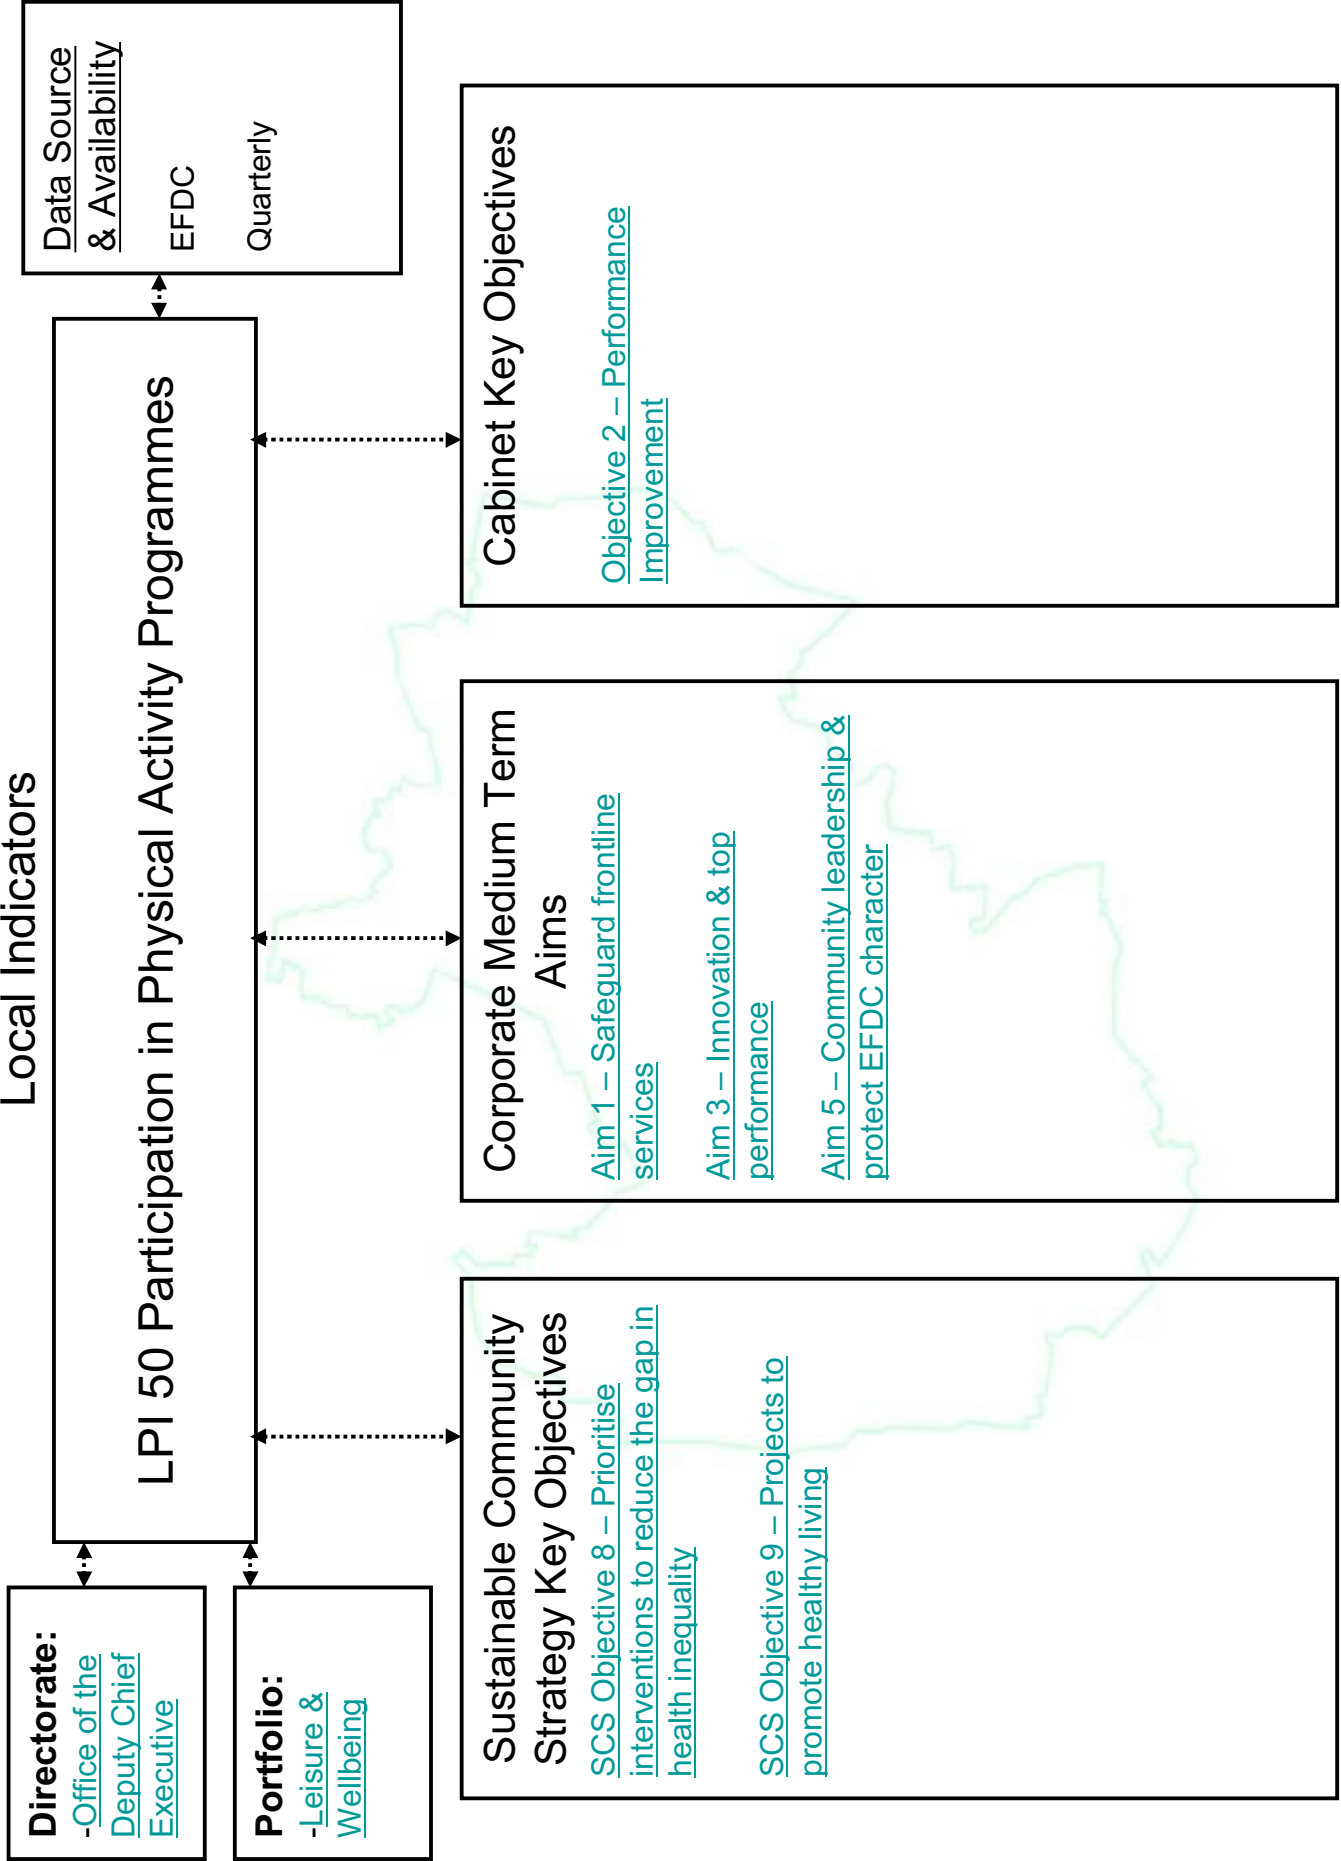 Local Indicators
Directorate:
-Office of the
Deputy Chief
Executive
Portfolio:
-Leisure &
Wellbeing
LPI 50 Participation in Physical Activity Programmes
Data Source
& Availability
EFDC
Quarterly
Sustainable Community
Strategy Key Objectives
SCS Objective 8 – Prioritise
interventions to reduce the gap in
health inequality
SCS Objective 9 – Projects to
promote healthy living
Corporate Medium Term
Aims
Aim 1 – Safeguard frontline
services
Aim 3 – Innovation & top
performance
Aim 5 – Community leadership &
protect EFDC character
Cabinet Key Objectives
Objective 2 – Performance
Improvement